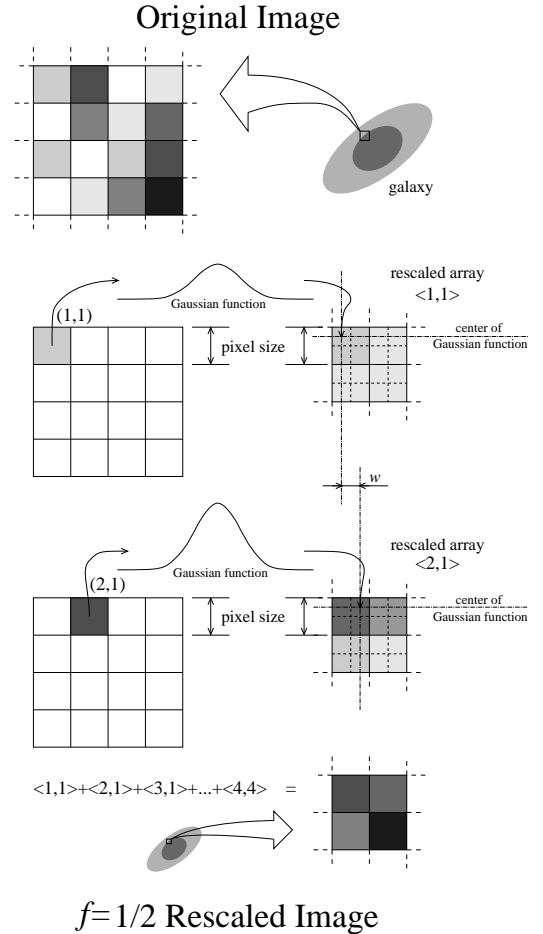 Original Image
galaxy
rescaled array
<1,1>
Gaussian function
(1,1)
center of
Gaussian function
pixel size
w
rescaled array
<2,1>
Gaussian function
(2,1)
center of
Gaussian function
pixel size
<1,1>+<2,1>+<3,1>+...+<4,4> =
f=1/2 Rescaled Image